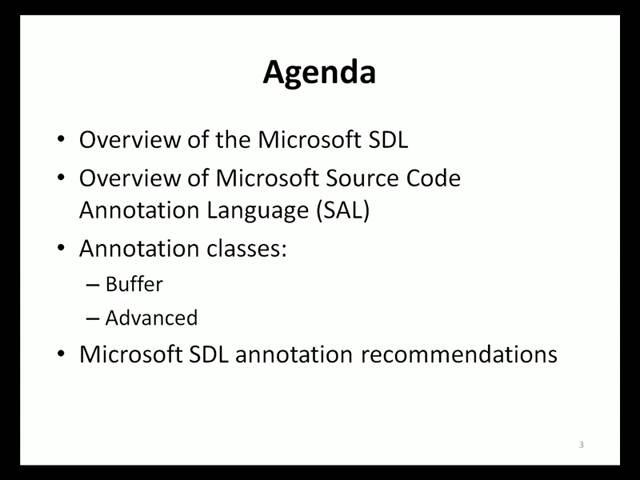 Agenda
• Overview of the Microsoft SDL
• Overview of Microsoft Source Code
Annotation Language (SAL)
• Annotation classes:
– Buffer
– Advanced
• Microsoft SDL annotation recommendations
3